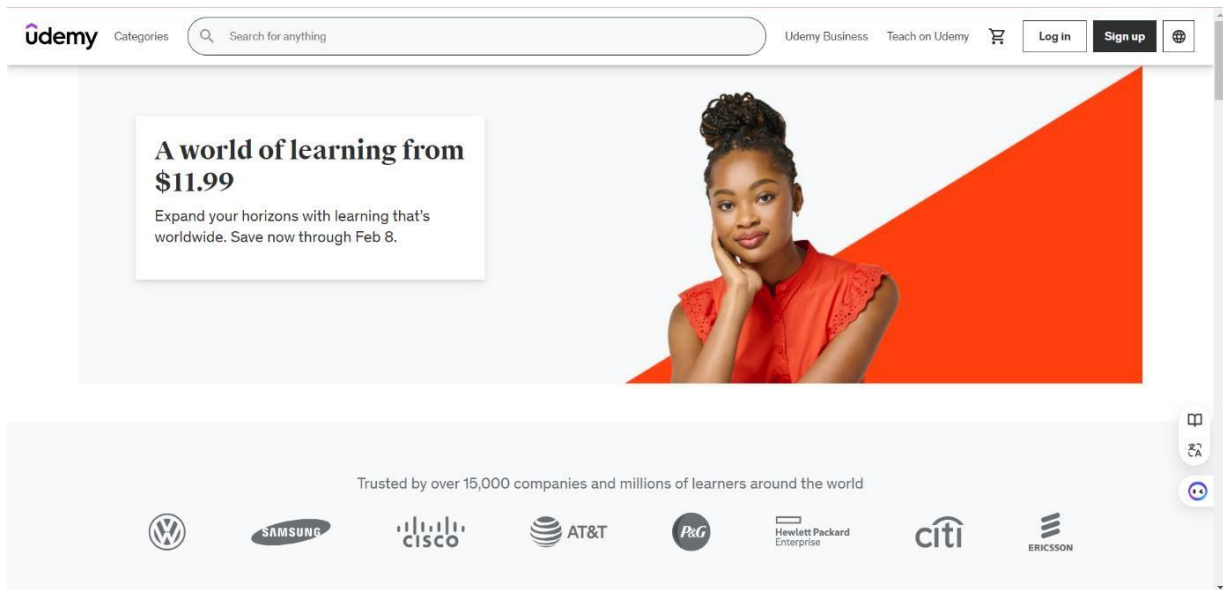 ûdemy
Categories
Search for anything
Udemy Business
Teach on Udemy
Log in
Sign up
A world of learning from
$11.99
Expand your horizons with learning that's
worldwide. Save now through Feb 8.
Trusted by over 15,000 companies and millions of learners around the world
VW
SAMSUNG
CISCO
AT&T
P&G
Hewlett Packard
Enterprise
citi
ERICSSON